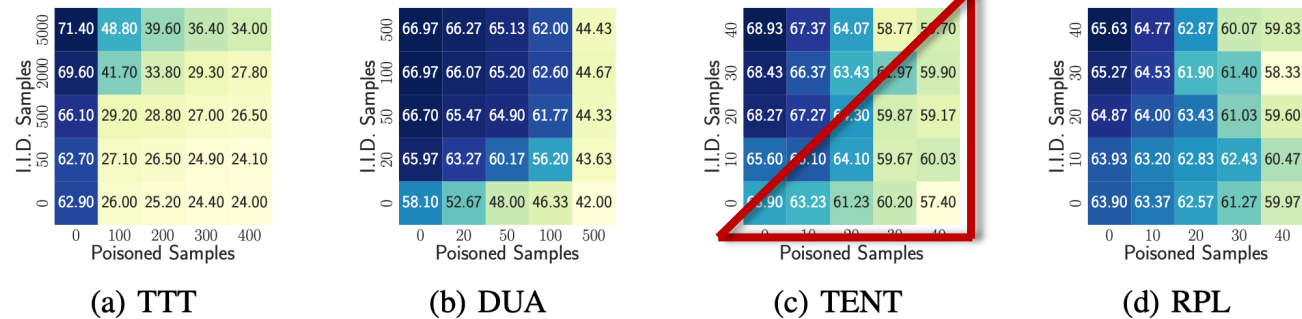 I.I.D. Samples
5000 71.40 48.80 39.60 36.40 34.00
2000 69.60 41.70 33.80 29.30 27.80
500 66.10 29.20 28.80 27.00 26.50
50 62.70 27.10 26.50 24.90 24.10
0 62.90 26.00 25.20 24.40 24.00
0 100 200 300 400
Poisoned Samples
(a) TTT
I.I.D. Samples
500 66.97 66.27 65.13 62.00 44.43
100 66.97 66.07 65.20 62.60 44.67
50 66.70 65.47 64.90 61.77 44.33
20 65.97 63.27 60.17 56.20 43.63
0 58.10 52.67 48.00 46.33 42.00
0 20 50 100 500
Poisoned Samples
(b) DUA
I.I.D. Samples
40 68.93 67.37 64.07 58.77
30 68.43 66.37 63.43 59.90
20 68.27 67.27 59.87 59.17
10 65.60 64.10 59.67 60.03
0 63.23 61.23 60.20 57.40
0 10 20 30 40
Poisoned Samples
(c) TENT
I.I.D. Samples
40 65.63 64.77 62.87 60.07 59.83
30 65.27 64.53 61.90 61.40 58.33
20 64.87 64.00 63.43 61.03 59.60
10 63.93 63.20 62.83 62.43 60.47
0 63.90 63.37 62.57 61.27 59.97
0 10 20 30 40
Poisoned Samples
(d) RPL